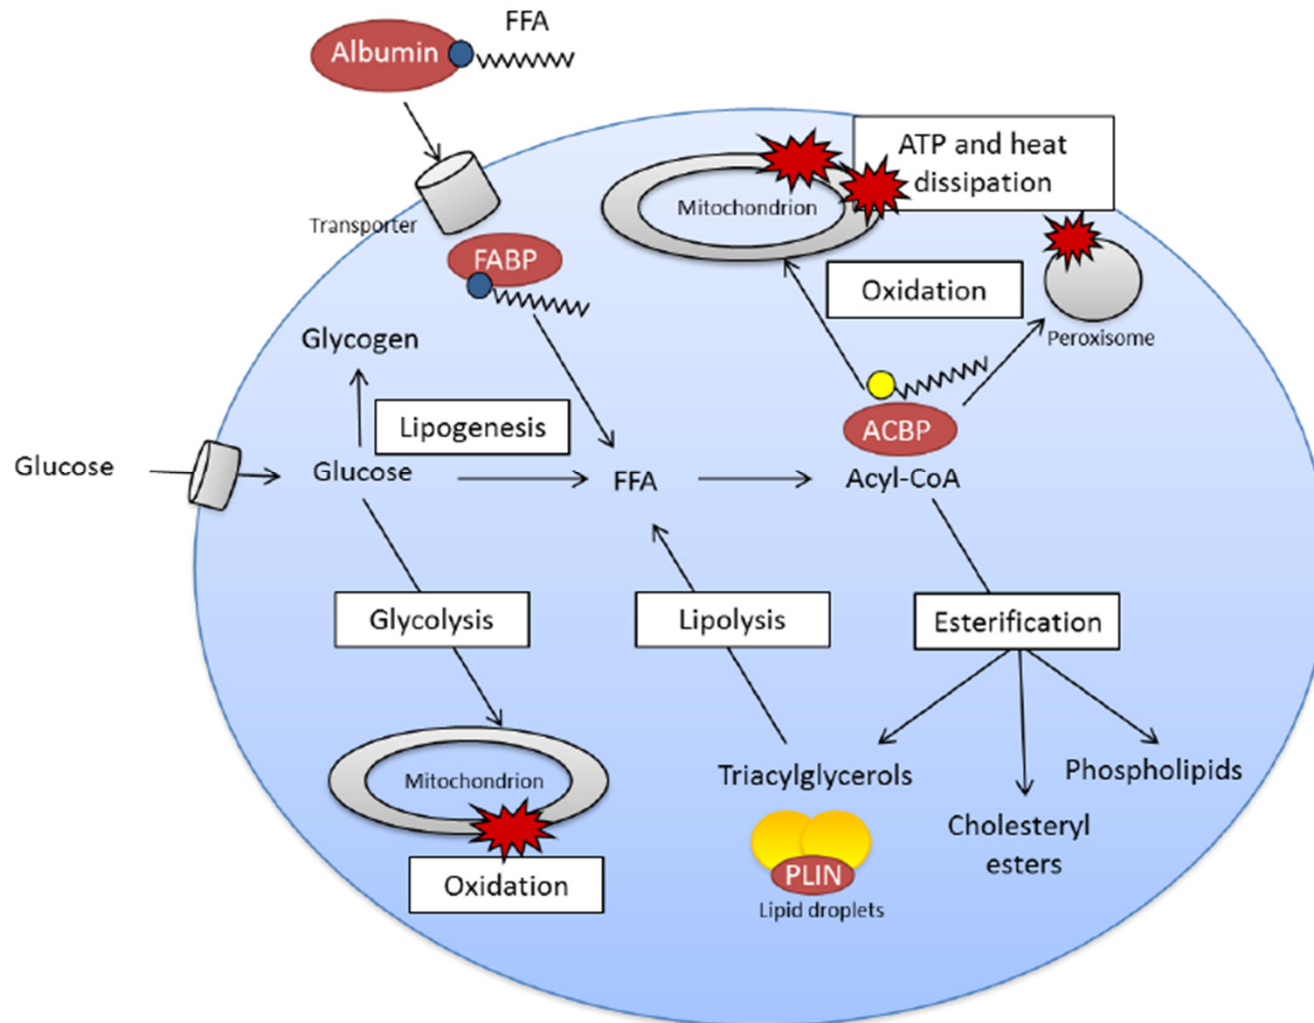 FFA
Albumin
ATP and heat
dissipation
Mitochondrion
Transporter
FABP
Oxidation
Peroxisome
Glycogen
Lipogenesis
ACBP
Glucose
Glucose
FFA
Acyl-CoA
Glycolysis
Lipolysis
Esterification
Mitochondrion
Triacylglycerols
Phospholipids
Cholesteryl
esters
PLIN
Oxidation
Lipid droplets